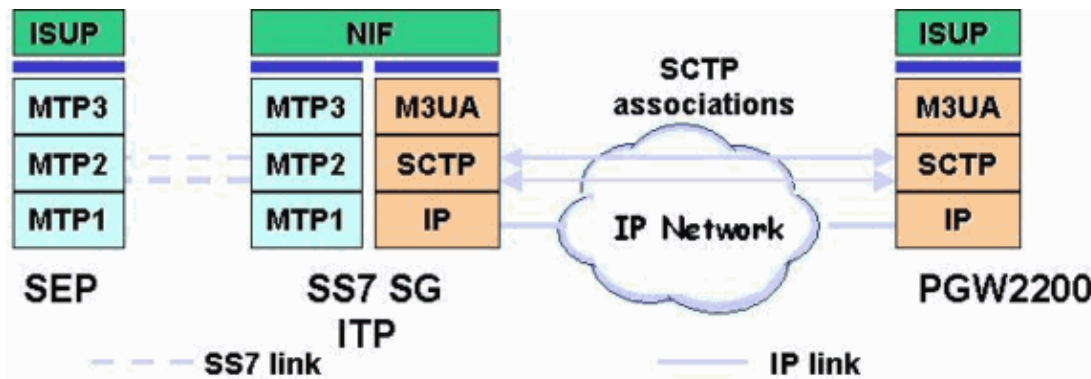 ISUP
NIF
ISUP
SCTP
associations
MTP3
MTP3
M3UA
M3UA
MTP2
MTP2
SCTP
SCTP
MTP1
MTP1
IP
IP Network
IP
SEP
SS7 SG
ITP
PGW2200
SS7 link
IP link